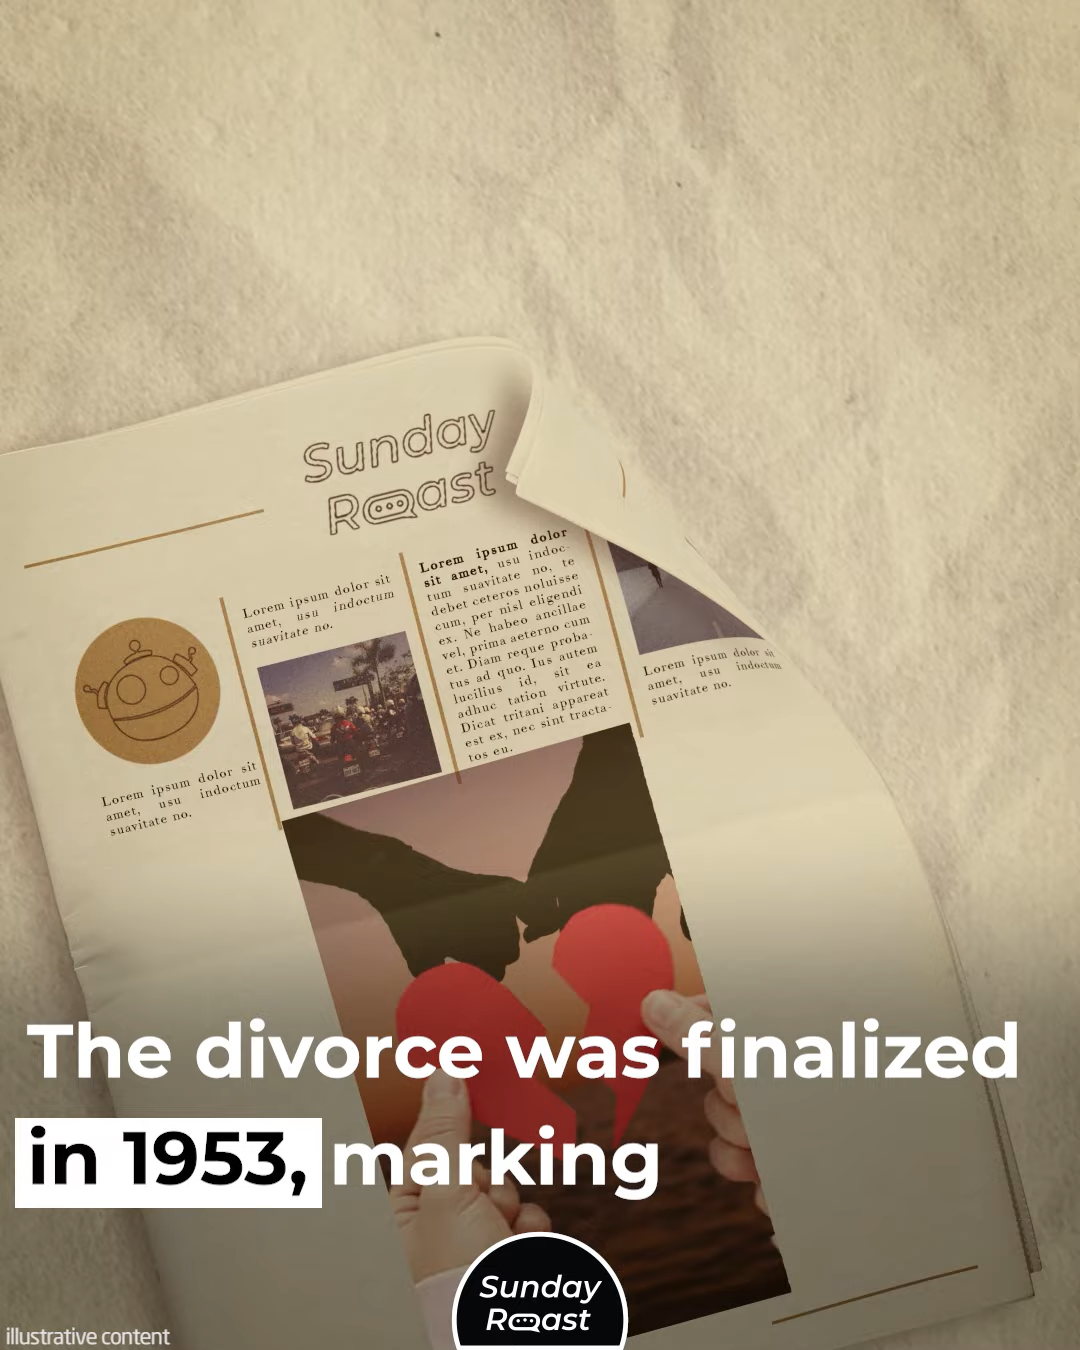 Sunday
Roast
Lorem ipsum dolor sit
amet, usu indoctum
suavitate no.
Lorem ipsum dolor sit
amet, usu indoctum
suavitate no.
Lorem ipsum dolor
sit amet, usu indoc-
tum suavitate no, te
debet ceteros noluisse
cum, per nisl eligendi
ex. Ne habeo ancillae
vel, prima aeterno cum
et. Diam reque proba-
tus ad quo. Ius autem
lucilius id, sit ea
adhuc tation virtute.
Dicat tritani appareat
est ex, nec sint tracta-
tos eu.
Lorem ipsum dolor sit
amet, usu indoctum
suavitate no.
The divorce was finalized
in 1953, marking
Sunday
Roast
illustrative content